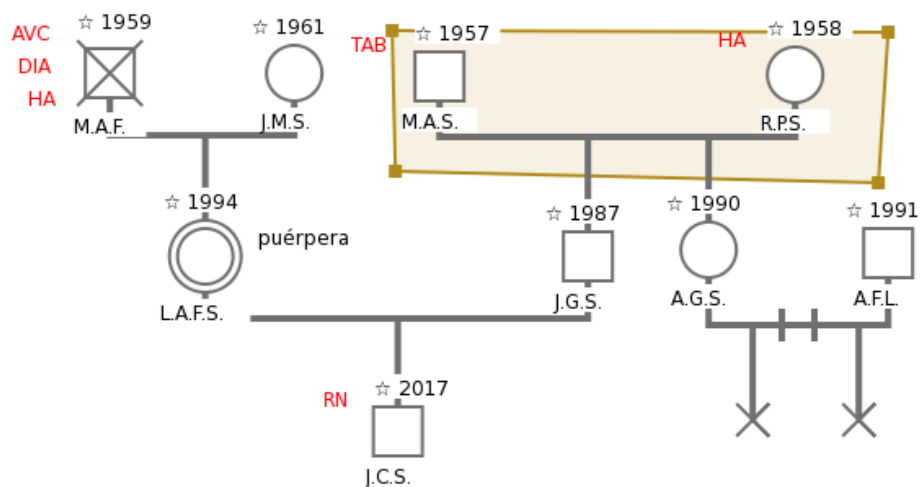 ☆ 1959
☆ 1961
☆ 1957
☆ 1958
AVC
DIA
HA
TAB
HA
M.A.F.
J.M.S.
M.A.S.
R.P.S.
☆ 1994
☆ 1987
☆ 1990
☆ 1991
puérpera
L.A.F.S.
J.G.S.
A.G.S.
A.F.L.
RN
☆ 2017
J.C.S.